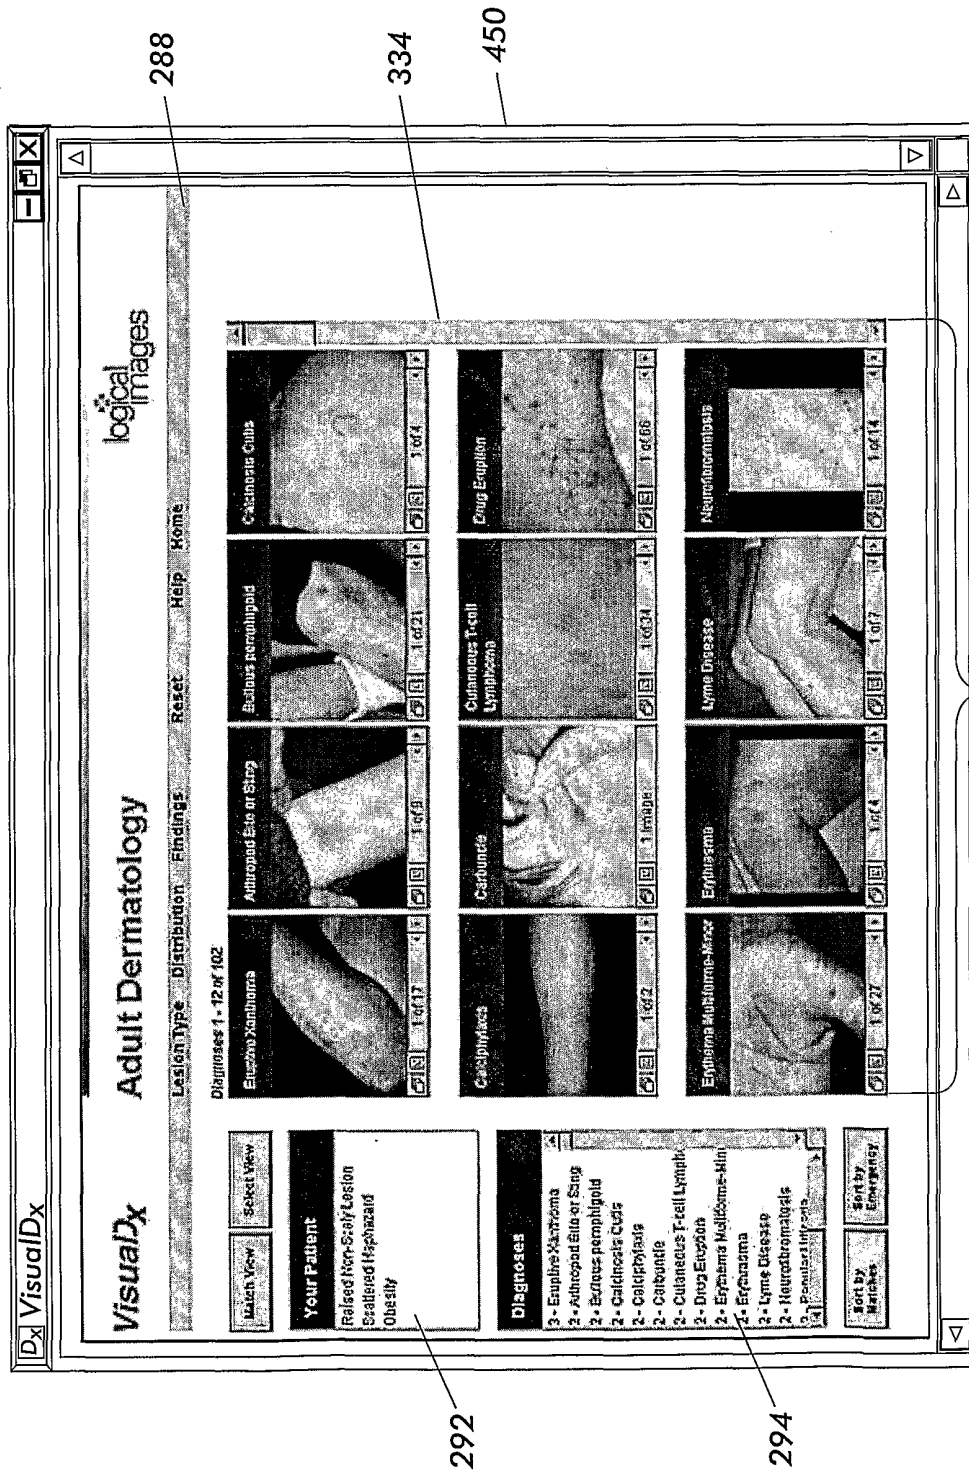 Dx VisualDx
VisualDx
Adult Dermatology
logical images
Lesion Type Distribution Findings Reset Help Home
288
Match View
Select View
Diagnoses 1 - 12 of 102
Your Patient
Raised Non-Scaly Lesion
Scattered Haphazard
Obesity
292
Diagnoses
3 - Eruptive Xanthoma
2 - Arthropod Bite or Sting
2 - Bullous pemphigoid
2 - Calcinosis Cutis
2 - Calciphylaxis
2 - Carbuncle
2 - Cutaneous T-cell Lympho
2 - Drug Eruption
2 - Erythema Multiforme-Mino
2 - Erythrasma
2 - Lyme Disease
2 - Neurofibromatosis
294
Sort by Matches
Sort by Emergency
Eruptive Xanthoma
1 of 17
Arthropod Bite or Sting
1 of 9
Bullous pemphigoid
1 of 21
Calcinosis Cutis
1 of 4
Calciphylaxis
1 of 2
Carbuncle
1 Image
Cutaneous T-cell
Lymphoma
1 of 34
Drug Eruption
1 of 66
Erythema Multiforme-Minor
1 of 27
Erythrasma
1 of 4
Lyme Disease
1 of 7
Neurofibromatosis
1 of 14
334
450